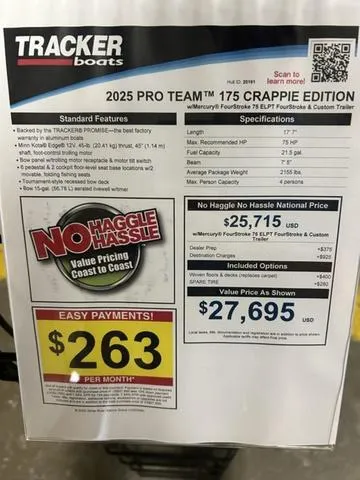 TRACKER
boats
Hull ID: 20161
Scan to
learn more!
2025 PRO TEAM™ 175 CRAPPIE EDITION
w/Mercury® FourStroke 75 ELPT FourStroke & Custom Trailer
Standard Features
• Backed by the TRACKER® PROMISE—the best factory
warranty in aluminum boats
• Minn Kota® Edge® 12V, 45-lb. (20.41 kg) thrust, 45" (1.14 m)
shaft, foot-control trolling motor
• Bow panel w/trolling motor receptacle & motor tilt switch
• 6 pedestal & 2 cockpit floor-level seat base locations w/2
movable, folding fishing seats
• Tournament-style recessed bow deck
• Bow 15-gal. (56.78 L) aerated livewell w/timer
Specifications
Length 17' 7"
Max. Recommended HP 75 HP
Fuel Capacity 21.5 gal.
Beam 7' 5"
Average Package Weight 2155 lbs.
Max. Person Capacity 4 persons
NO HAGGLE
HASSLE
Value Pricing
Coast to Coast
No Haggle No Hassle National Price
$25,715 USD
w/Mercury® FourStroke 75 ELPT FourStroke & Custom
Trailer
Dealer Prep +$375
Destination Charges +$925
Included Options
Woven floors & decks (replaces carpet) +$400
SPARE TIRE +$280
Value Price As Shown
$27,695 USD
EASY PAYMENTS!
$263
PER MONTH*